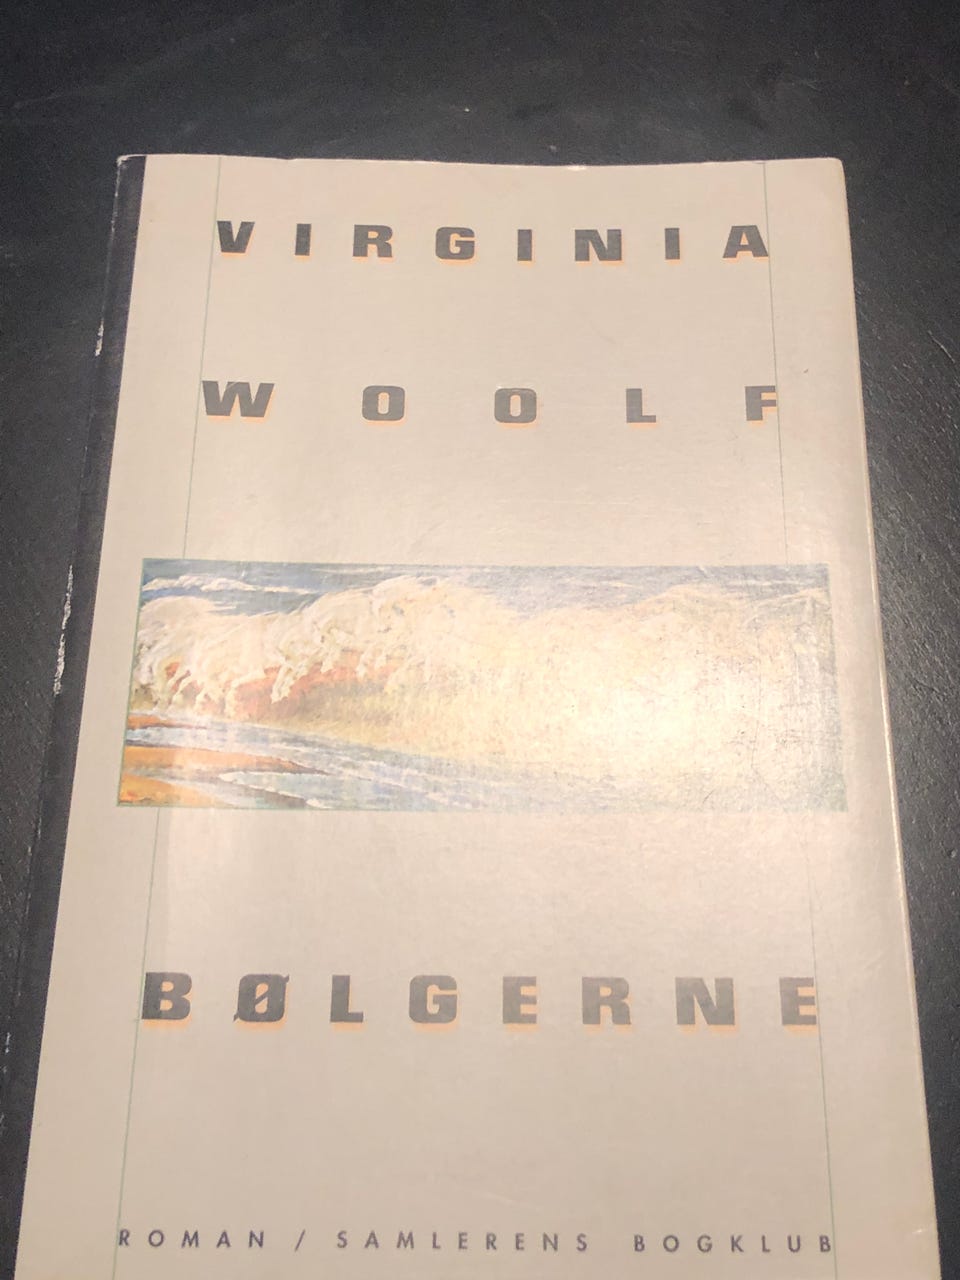 VIRGINIA
WOOLF
BØLGERNE
ROMAN / SAMLERENS BOGKLUB